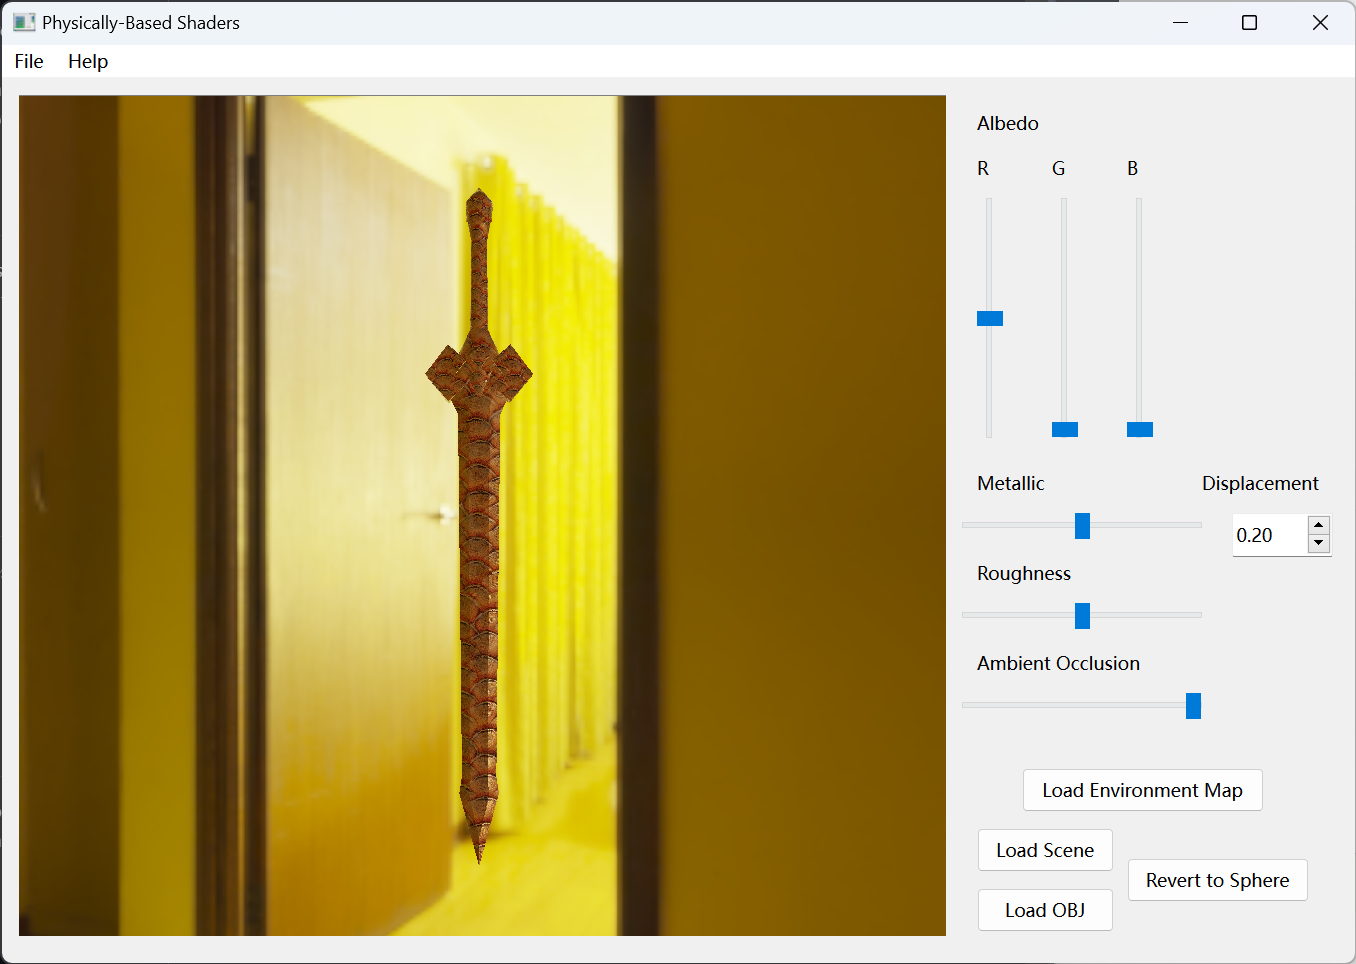 Physically-Based Shaders
File Help
Albedo
R G B
Metallic Displacement
0.20
Roughness
Ambient Occlusion
Load Environment Map
Load Scene
Revert to Sphere
Load OBJ